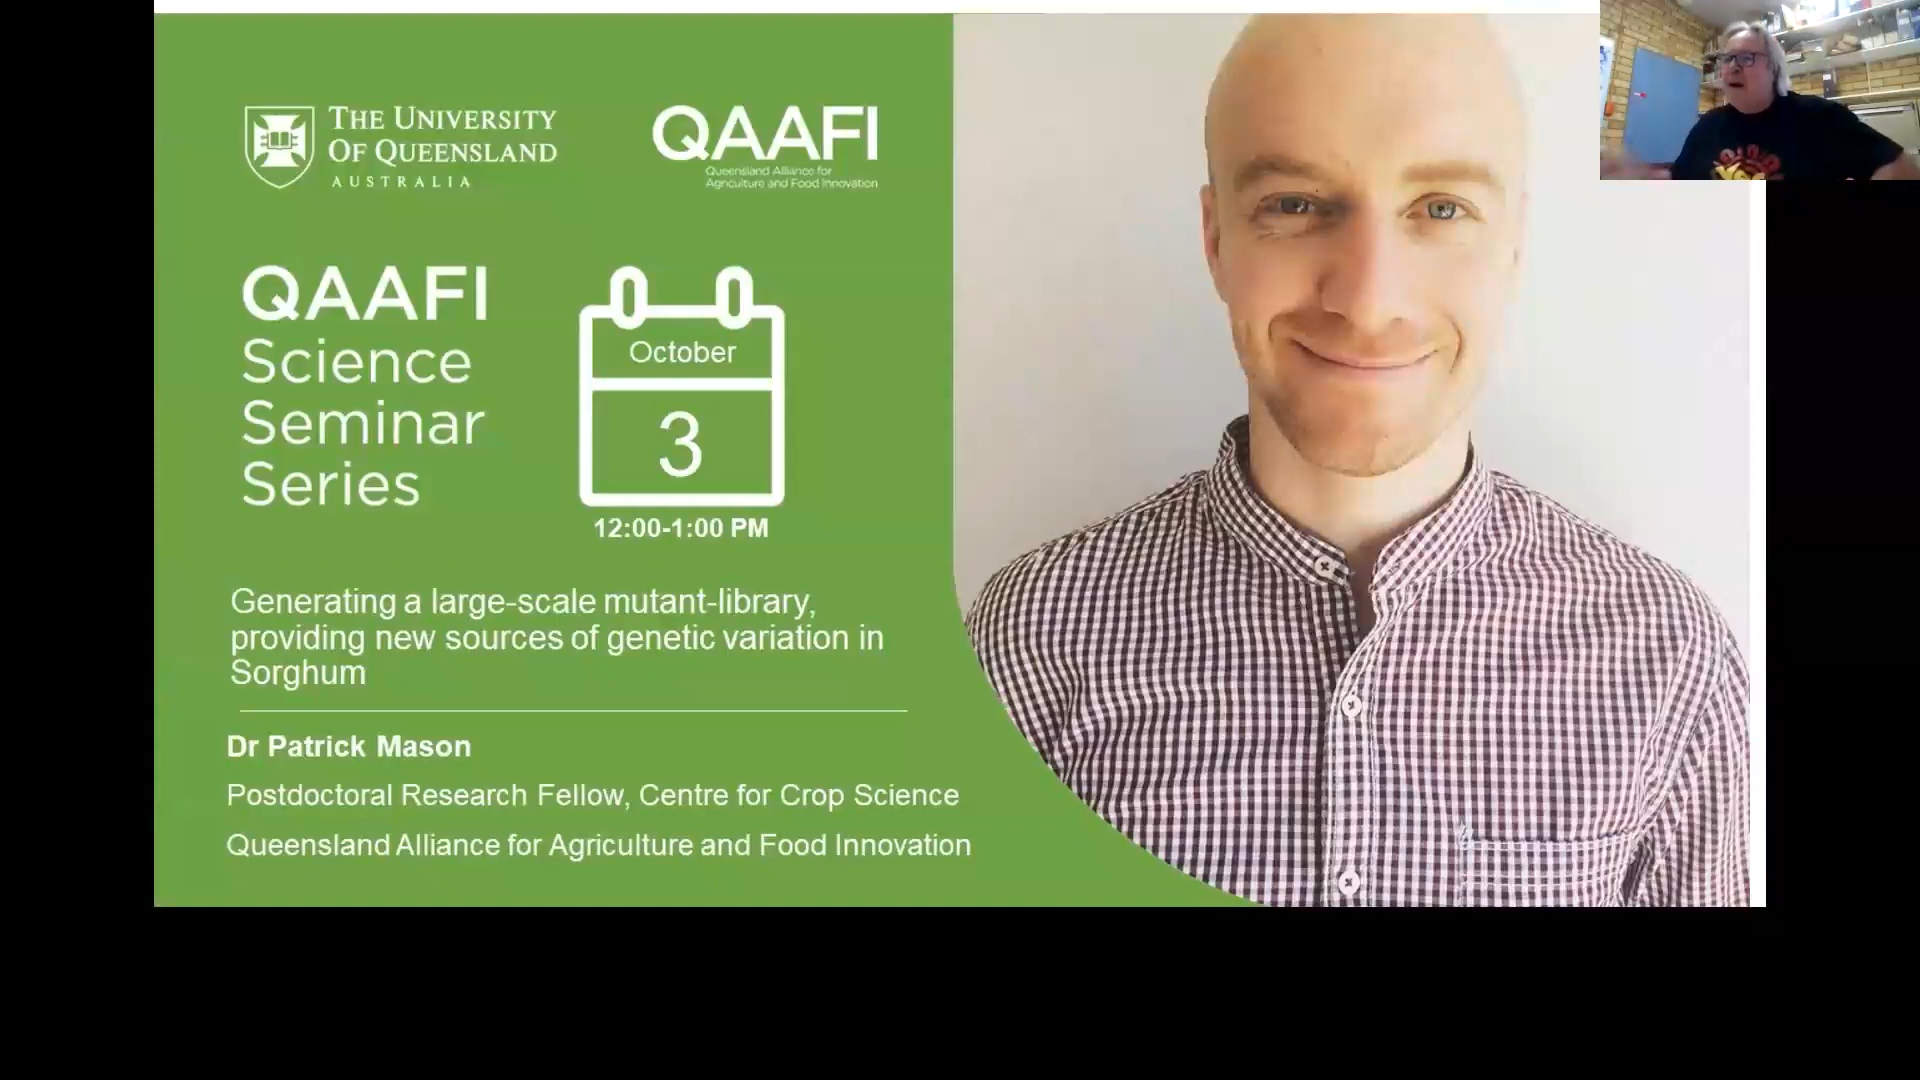 THE UNIVERSITY
OF QUEENSLAND
AUSTRALIA
QAAFI
Queensland Alliance for
Agriculture and Food Innovation
QAAFI
Science
Seminar
Series
October
3
12:00-1:00 PM
Generating a large-scale mutant-library,
providing new sources of genetic variation in
Sorghum
Dr Patrick Mason
Postdoctoral Research Fellow, Centre for Crop Science
Queensland Alliance for Agriculture and Food Innovation